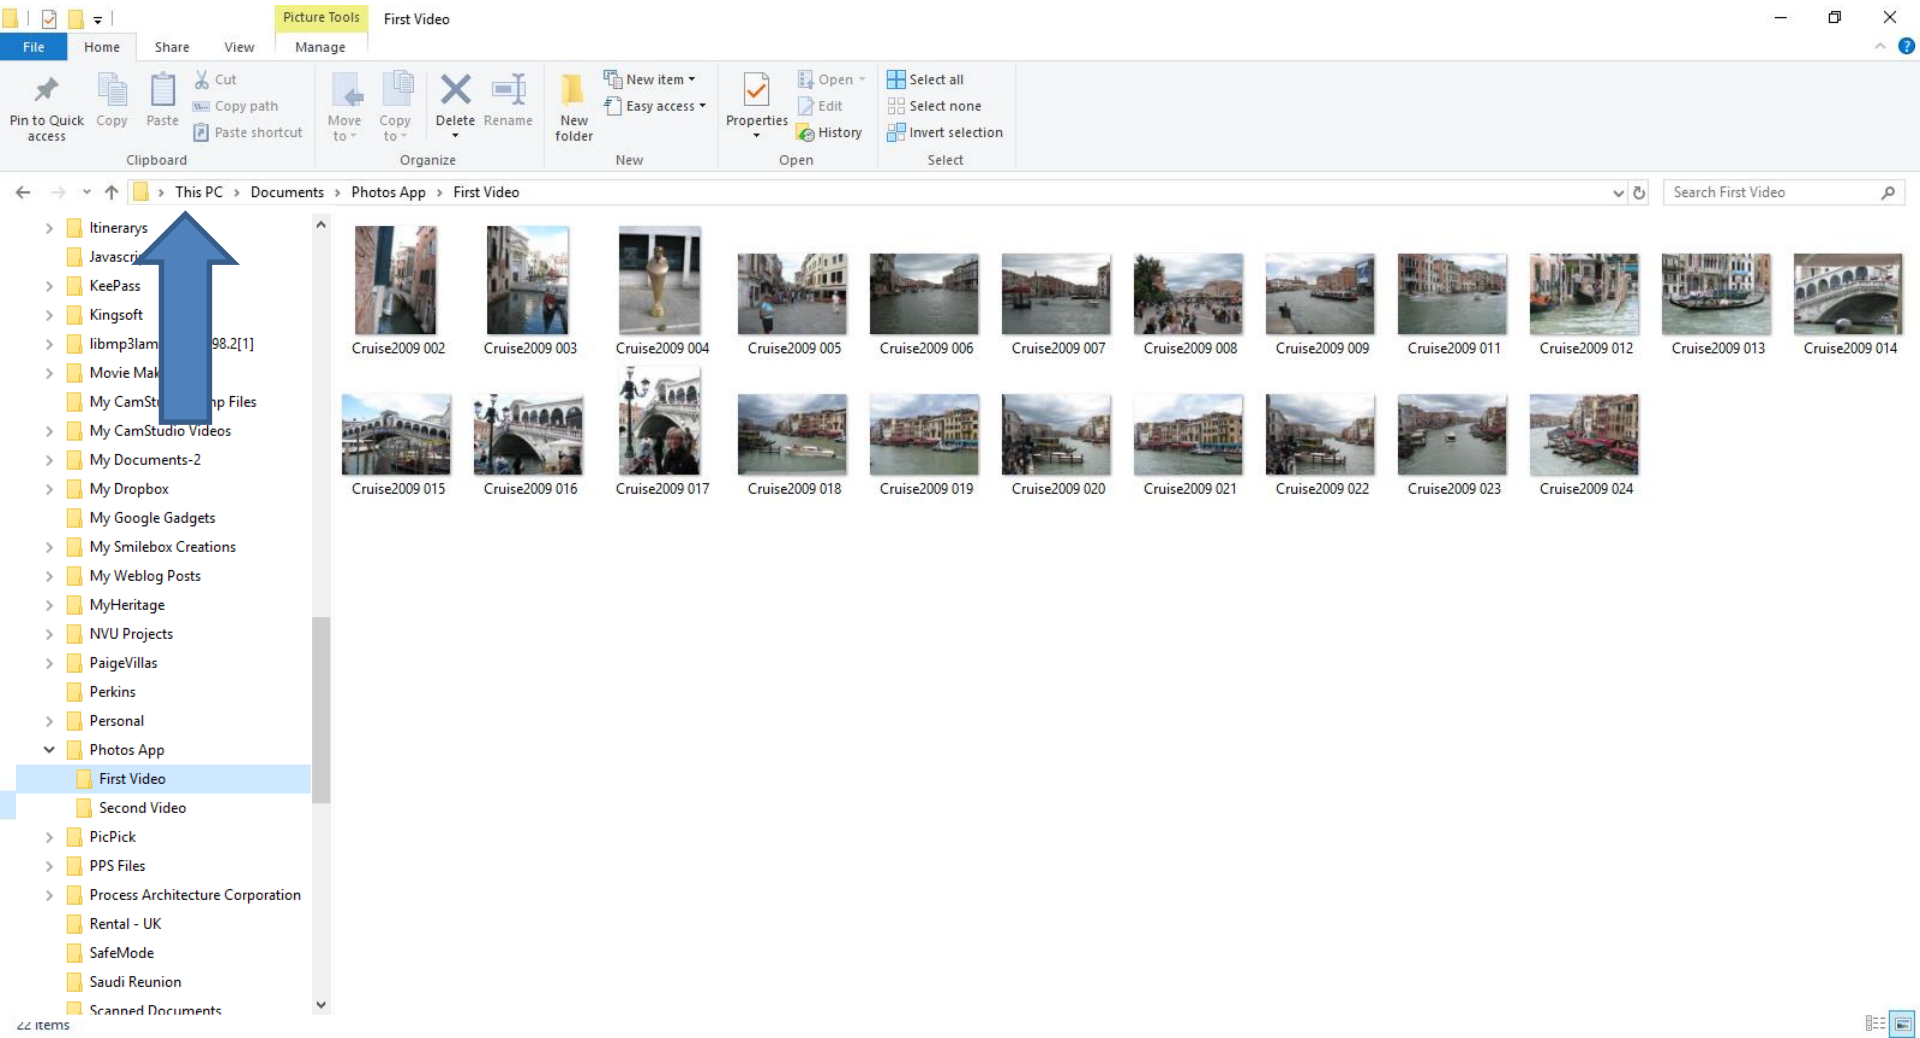 Picture Tools First Video
File Home Share View Manage
Pin to Quick access
Copy
Paste
Cut
Copy path
Paste shortcut
Clipboard
Move to
Copy to
Delete
Rename
Organize
New folder
New item
Easy access
New
Properties
Open
Edit
History
Open
Select all
Select none
Invert selection
Select
This PC > Documents > Photos App > First Video
Search First Video
Itinerarys
KeePass
Kingsoft
98.2[1]
My
Files
My CamStudio Videos
My Documents-2
My Dropbox
My Google Gadgets
My Smilebox Creations
My Weblog Posts
MyHeritage
NVU Projects
PaigeVillas
Perkins
Personal
Photos App
First Video
Second Video
PicPick
PPS Files
Process Architecture Corporation
Rental - UK
SafeMode
Saudi Reunion
Scanned Documents
Cruise2009 002 Cruise2009 003 Cruise2009 004 Cruise2009 005 Cruise2009 006 Cruise2009 007 Cruise2009 008 Cruise2009 009 Cruise2009 011 Cruise2009 012 Cruise2009 013 Cruise2009 014
Cruise2009 015 Cruise2009 016 Cruise2009 017 Cruise2009 018 Cruise2009 019 Cruise2009 020 Cruise2009 021 Cruise2009 022 Cruise2009 023 Cruise2009 024
22 items